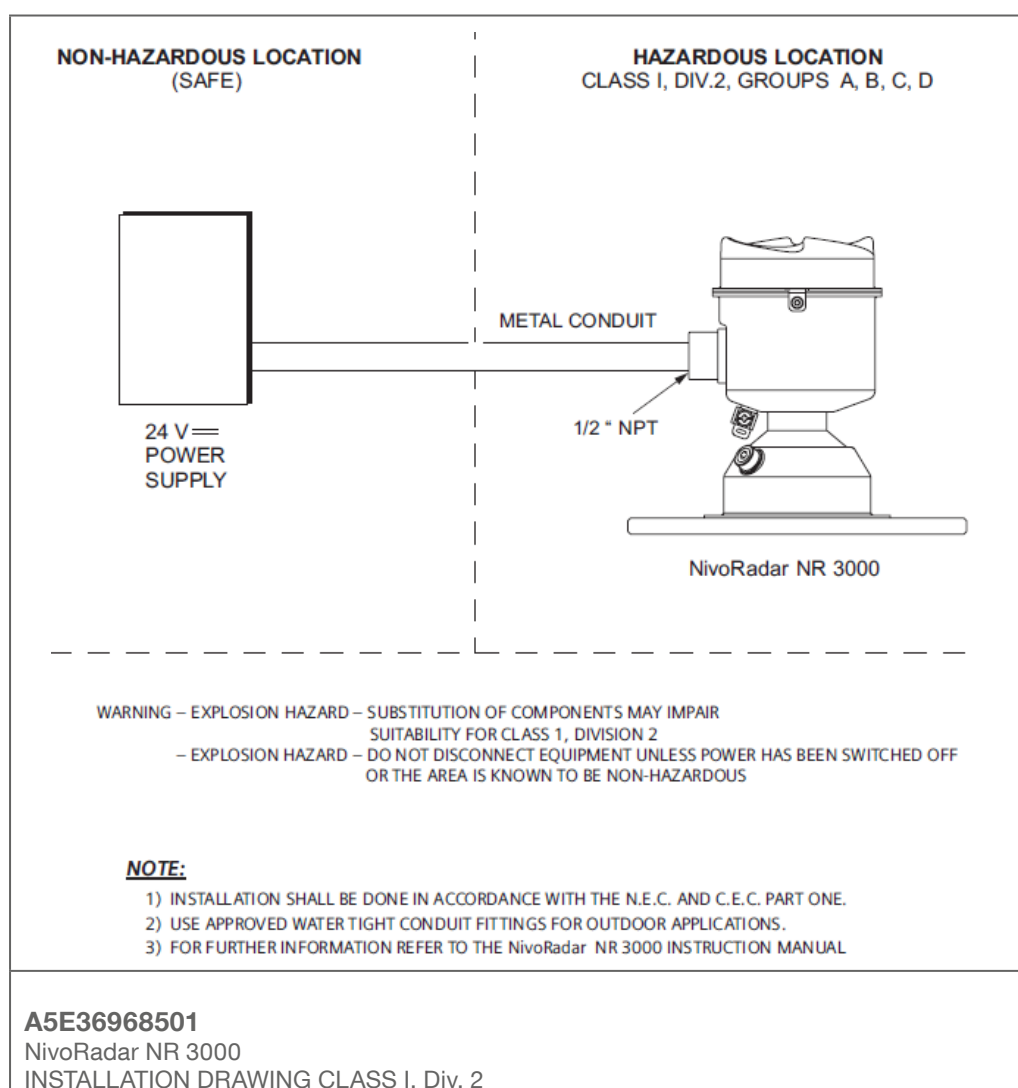 NON-HAZARDOUS LOCATION
(SAFE)
HAZARDOUS LOCATION
CLASS I, DIV.2, GROUPS A, B, C, D
METAL CONDUIT
1/2 “ NPT
24 V
POWER
SUPPLY
NivoRadar NR 3000
WARNING – EXPLOSION HAZARD – SUBSTITUTION OF COMPONENTS MAY IMPAIR
SUITABILITY FOR CLASS 1, DIVISION 2
– EXPLOSION HAZARD – DO NOT DISCONNECT EQUIPMENT UNLESS POWER HAS BEEN SWITCHED OFF
OR THE AREA IS KNOWN TO BE NON-HAZARDOUS
NOTE:
1) INSTALLATION SHALL BE DONE IN ACCORDANCE WITH THE N.E.C. AND C.E.C. PART ONE.
2) USE APPROVED WATER TIGHT CONDUIT FITTINGS FOR OUTDOOR APPLICATIONS.
3) FOR FURTHER INFORMATION REFER TO THE NivoRadar NR 3000 INSTRUCTION MANUAL
A5E36968501
NivoRadar NR 3000
INSTALLATION DRAWING CLASS I, Div. 2